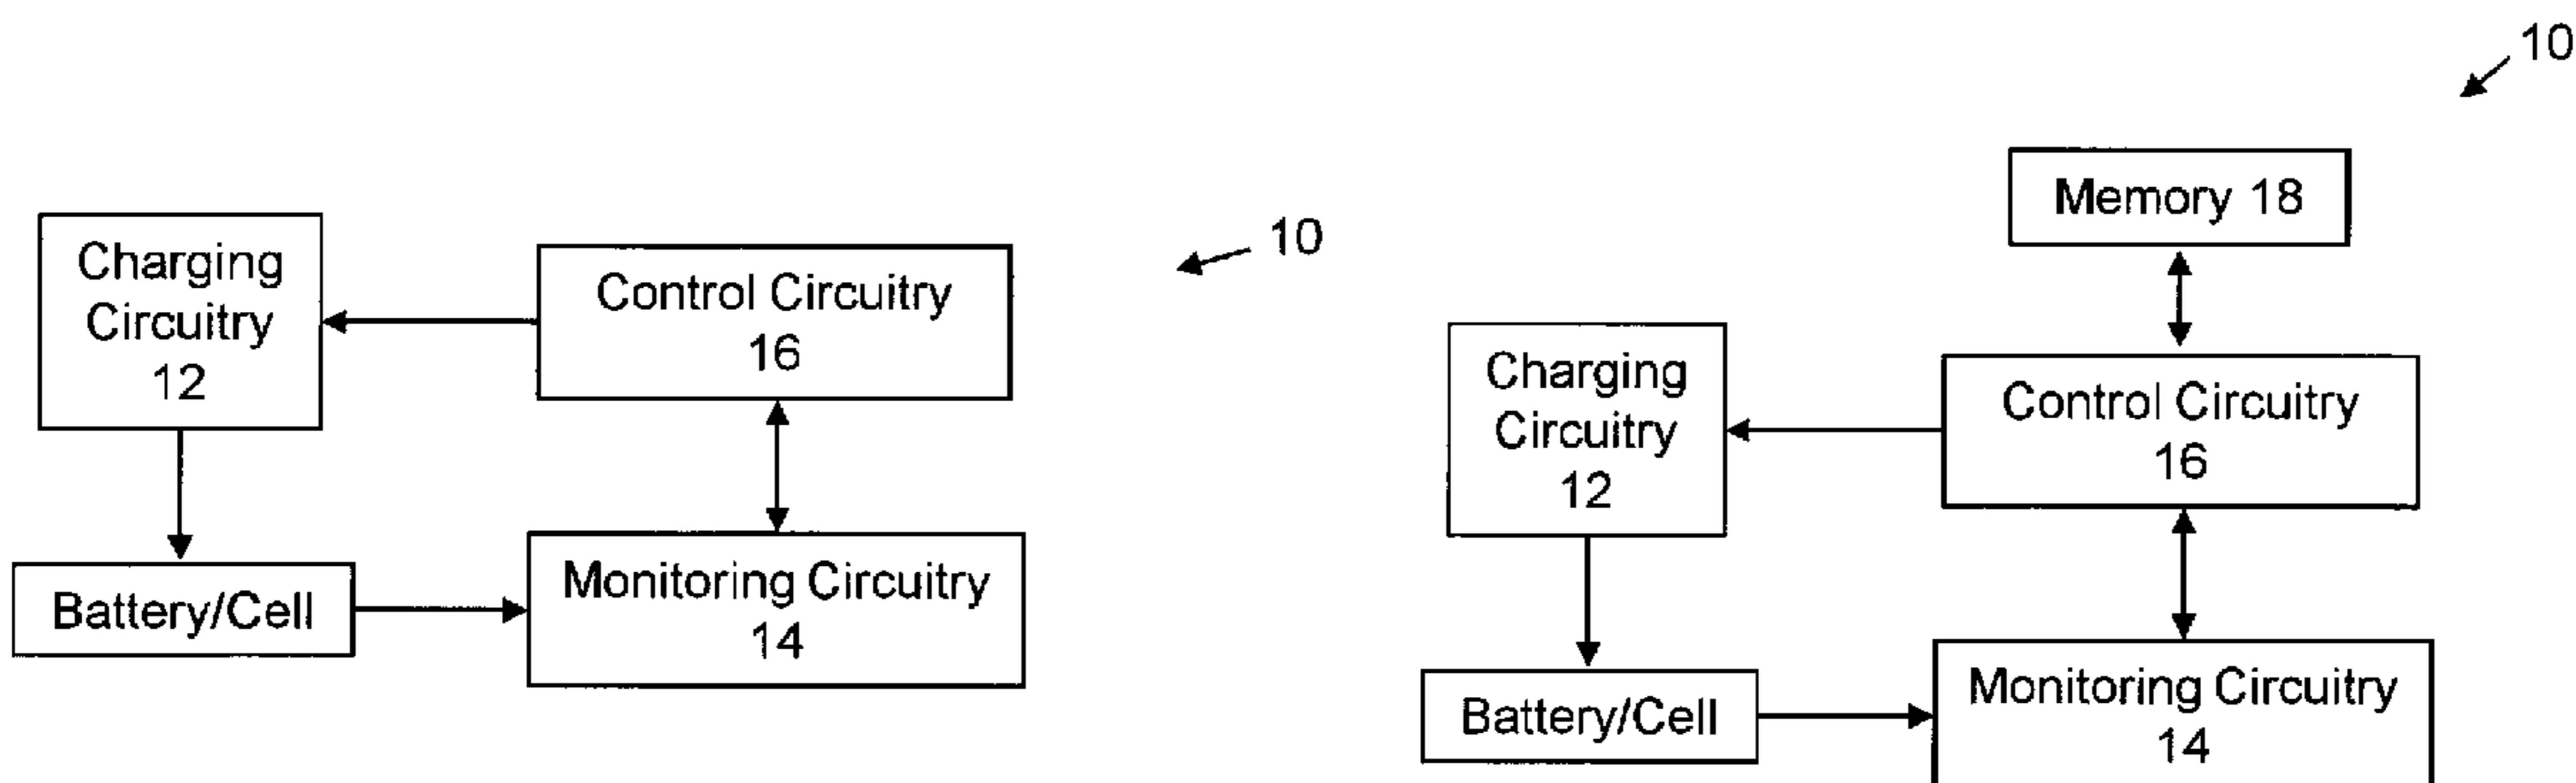 10
Charging
Circuitry
12
Control Circuitry
16
Battery/Cell
Monitoring Circuitry
14
10
Memory 18
Charging
Circuitry
12
Control Circuitry
16
Battery/Cell
Monitoring Circuitry
14